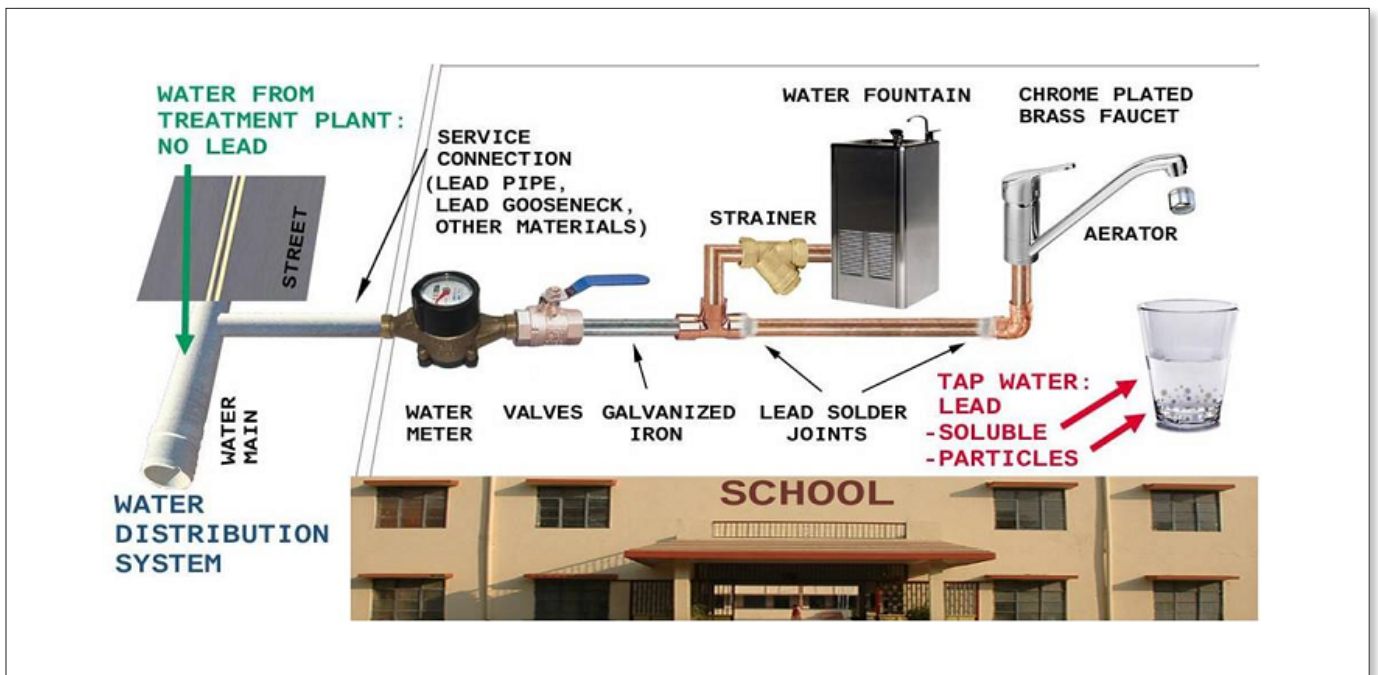 WATER FROM
TREATMENT PLANT:
NO LEAD
SERVICE
CONNECTION
(LEAD PIPE,
LEAD GOOSENECK,
OTHER MATERIALS)
WATER FOUNTAIN
CHROME PLATED
BRASS FAUCET
STREET
STRAINER
AERATOR
WATER
MAIN
WATER
METER
VALVES
GALVANIZED
IRON
LEAD SOLDER
JOINTS
TAP WATER:
LEAD
-SOLUBLE
-PARTICLES
WATER
DISTRIBUTION
SYSTEM
SCHOOL